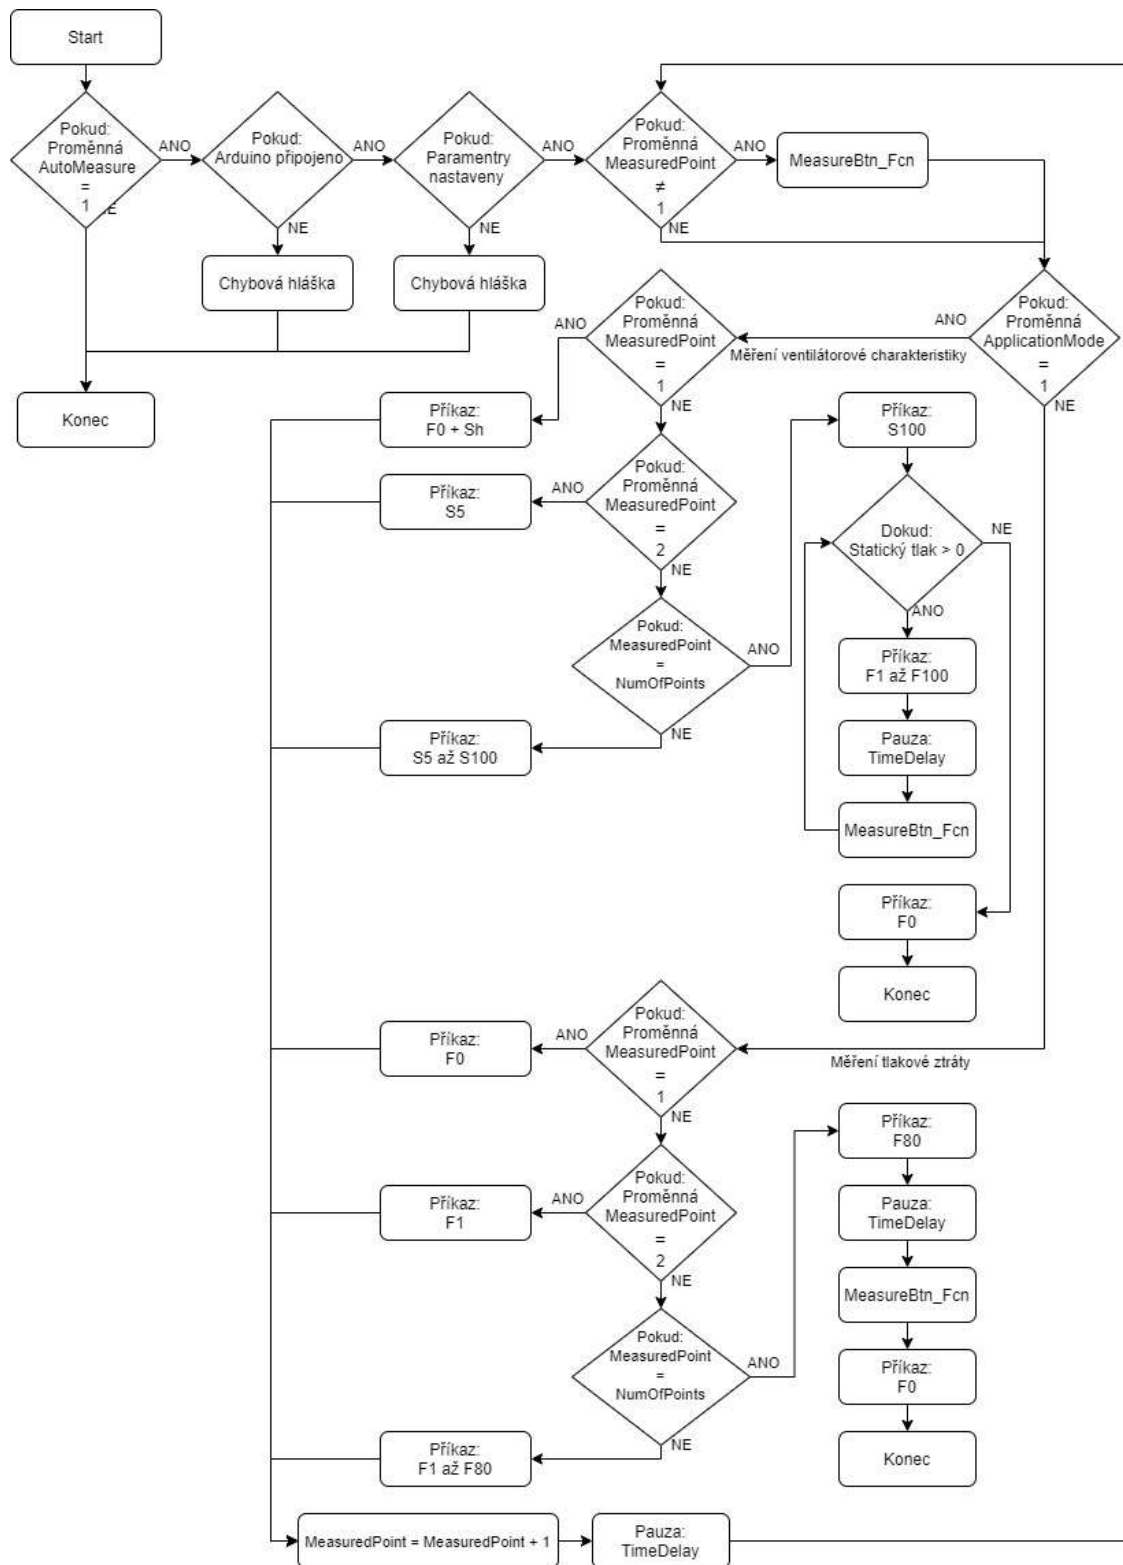 Start
Pokud:
Proměnná
AutoMeasure
=
1
ANO
NE
Pokud:
Arduino připojeno
ANO
NE
Pokud:
Paramentry
nastaveny
ANO
NE
Pokud:
Proměnná
MeasuredPoint
≠
1
ANO
NE
MeasureBtn_Fcn
Chybová hláška
Chybová hláška
Konec
Pokud:
Proměnná
ApplicationMode
=
1
ANO
NE
Měření ventilátorové charakteristiky
Pokud:
Proměnná
MeasuredPoint
=
1
ANO
NE
Příkaz:
F0 + Sh
Pokud:
Proměnná
MeasuredPoint
=
2
ANO
NE
Příkaz:
S5
Pokud:
MeasuredPoint
=
NumOfPoints
ANO
NE
Příkaz:
S5 až S100
Příkaz:
S100
Dokud:
Statický tlak > 0
NE
ANO
Příkaz:
F1 až F100
Pauza:
TimeDelay
MeasureBtn_Fcn
Příkaz:
F0
Konec
Měření tlakové ztráty
Pokud:
Proměnná
MeasuredPoint
=
1
ANO
NE
Příkaz:
F0
Pokud:
Proměnná
MeasuredPoint
=
2
ANO
NE
Příkaz:
F1
Pokud:
MeasuredPoint
=
NumOfPoints
ANO
NE
Příkaz:
F1 až F80
Příkaz:
F80
Pauza:
TimeDelay
MeasureBtn_Fcn
Příkaz:
F0
Konec
MeasuredPoint = MeasuredPoint + 1
Pauza:
TimeDelay